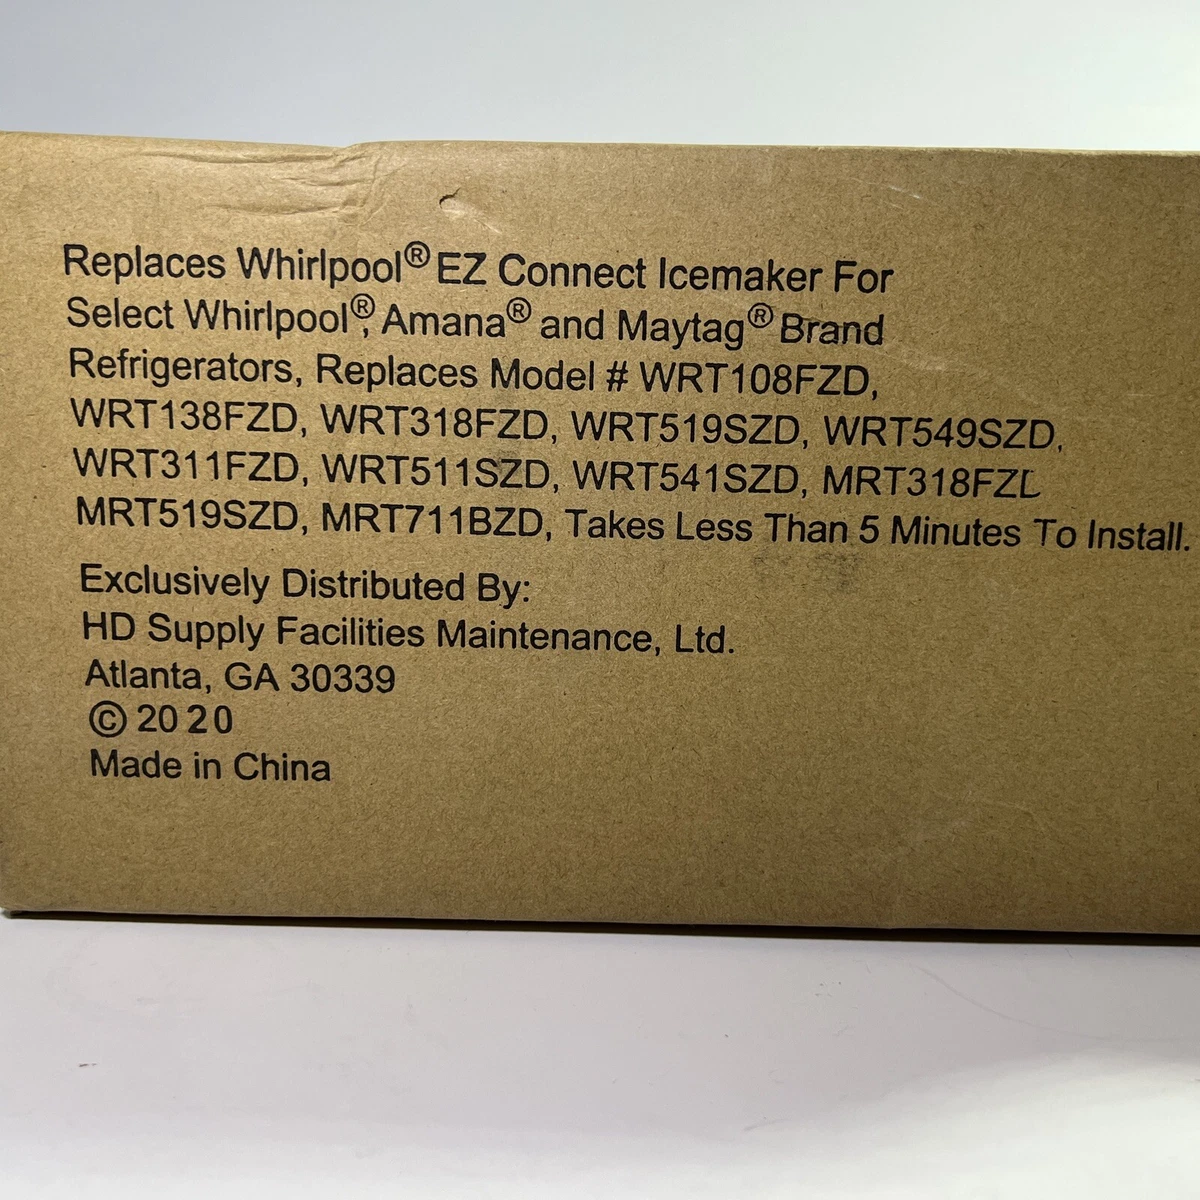 Replaces Whirlpool® EZ Connect Icemaker For
Select Whirlpool®, Amana® and Maytag® Brand
Refrigerators, Replaces Model # WRT108FZD,
WRT138FZD, WRT318FZD, WRT519SZD, WRT549SZD,
WRT311FZD, WRT511SZD, WRT541SZD, MRT318FZD
MRT519SZD, MRT711BZD, Takes Less Than 5 Minutes To Install.
Exclusively Distributed By:
HD Supply Facilities Maintenance, Ltd.
Atlanta, GA 30339
© 2020
Made in China